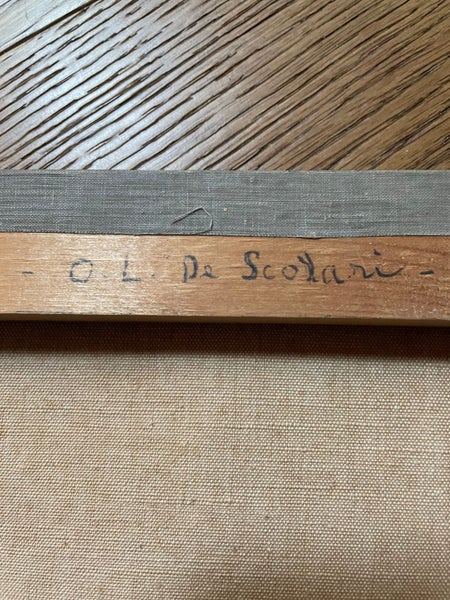 - O. L. De Scolari -